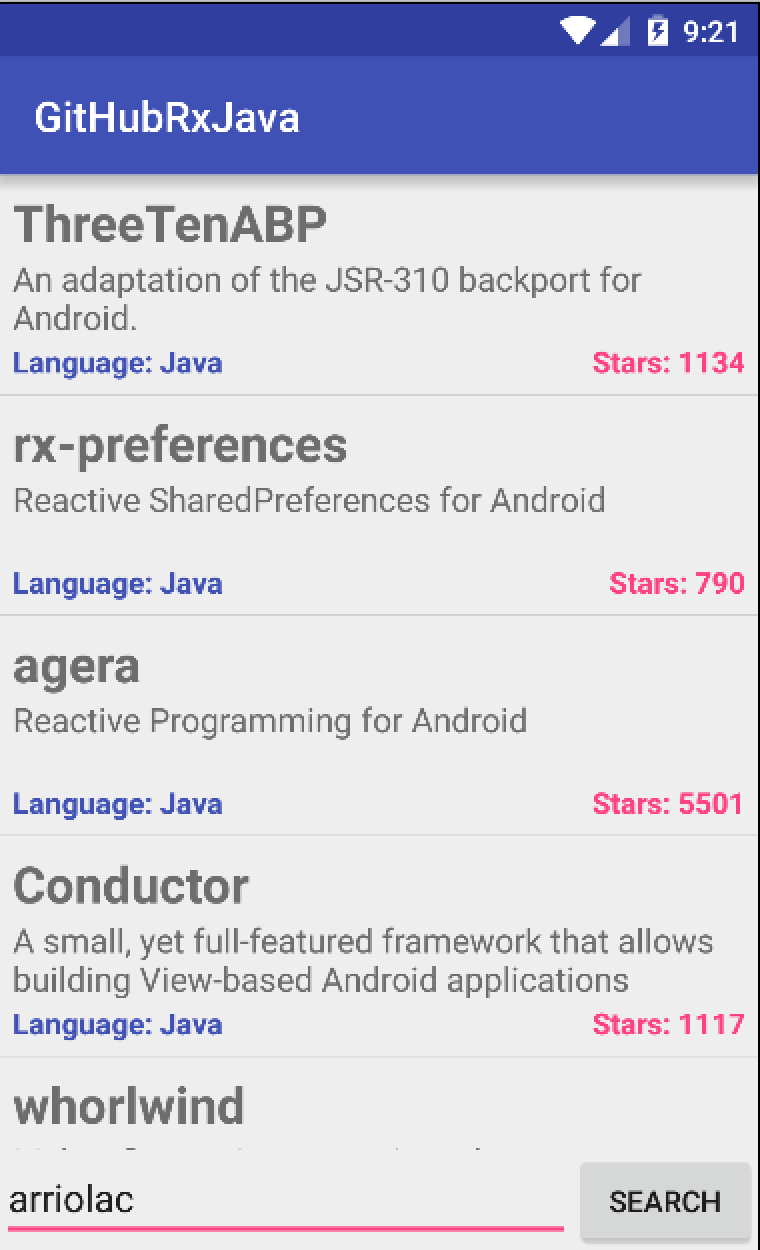 9:21
GitHubRxJava
ThreeTenABP
An adaptation of the JSR-310 backport for
Android.
Language: Java Stars: 1134
rx-preferences
Reactive SharedPreferences for Android
Language: Java Stars: 790
agera
Reactive Programming for Android
Language: Java Stars: 5501
Conductor
A small, yet full-featured framework that allows
building View-based Android applications
Language: Java Stars: 1117
whorlwind
arriolac SEARCH